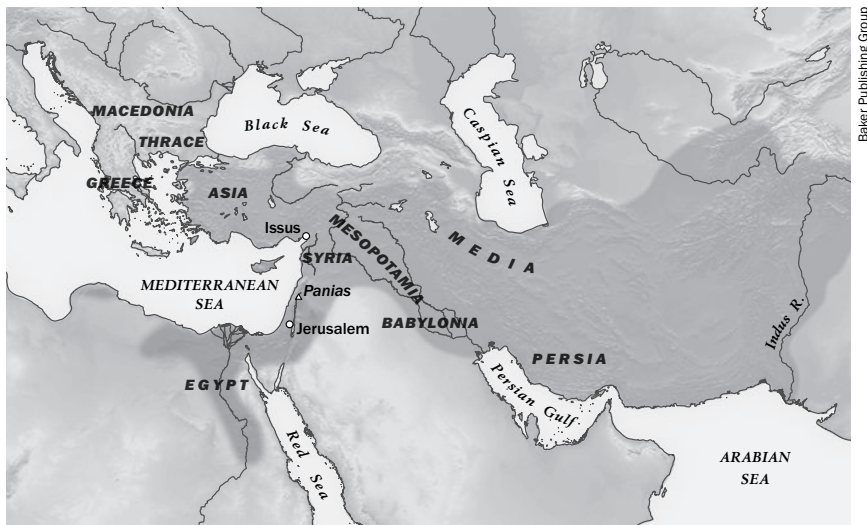 MACEDONIA
Black Sea
THRACE
Caspian Sea
GREECE
ASIA
Issus
MESOPOTAMIA
MEDIA
SYRIA
MEDITERRANEAN
SEA
Panias
Jerusalem
BABYLONIA
Indus R.
PERSIA
EGYPT
Persian Gulf
Red Sea
ARABIAN
SEA
Baker Publishing Group